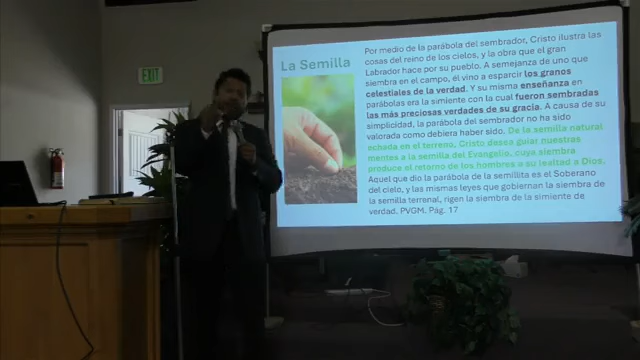 EXIT
La Semilla
Por medio de la parábola del sembrador, Cristo ilustra las
cosas del reino de los cielos, y la obra que el gran
Labrador hace por su pueblo. A semejanza de uno que
siembra en el campo, él vino a esparcir los granos
celestiales de la verdad. Y su misma enseñanza en
parábolas era la simiente con la cual fueron sembradas
las más preciosas verdades de su gracia. A causa de su
simplicidad, la parábola del sembrador no ha sido
valorada como debiera haber sido. De la semilla natural
echada en el terreno, Cristo desea guiar nuestras
mentes a la semilla del Evangelio, cuya siembra
produce el retorno de los hombres a su lealtad a Dios.
Aquel que dio la parábola de la semillita es el Soberano
del cielo, y las mismas leyes que gobiernan la siembra de
la semilla terrenal, rigen la siembra de la simiente de
verdad. PVGM. Pág. 17